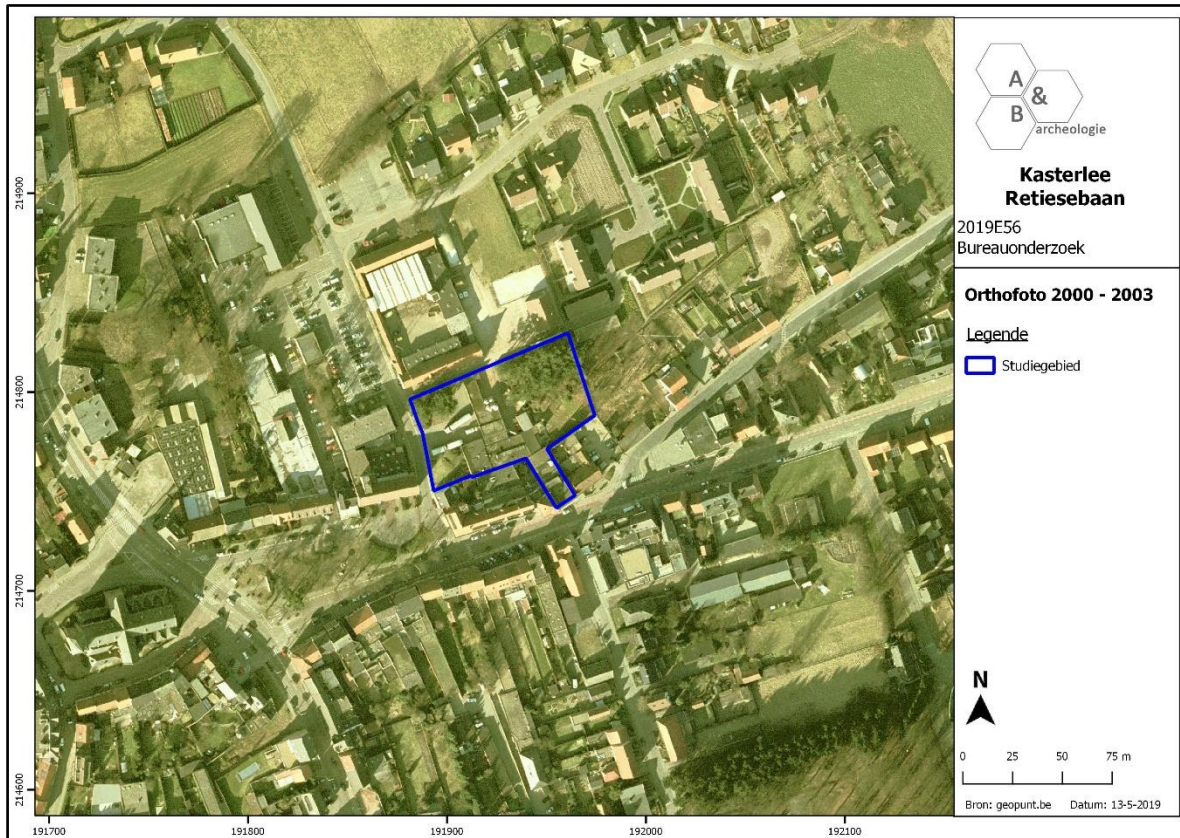 A
&
B
archeologie
Kasterlee
Retiesebaan
2019E56
Bureauonderzoek
Orthofoto 2000 - 2003
Legende
Studiegebied
N
0 25 50 75 m
Bron: geopunt.be Datum: 13-5-2019
214900
214800
214700
214600
191700 191800 191900 192000 192100